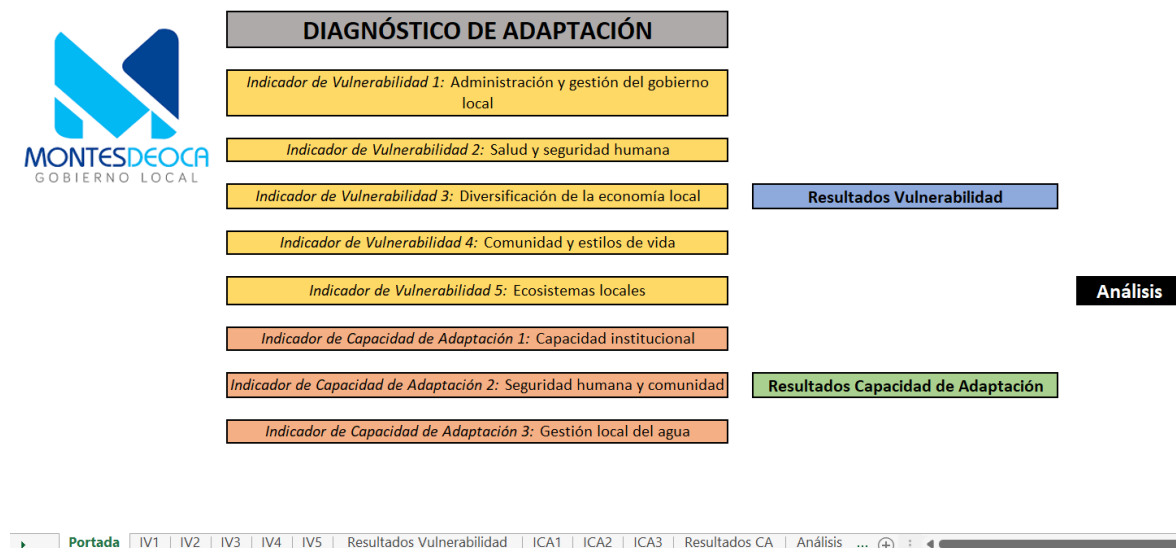 DIAGNÓSTICO DE ADAPTACIÓN
MONTESDEOCA
GOBIERNO LOCAL
Indicador de Vulnerabilidad 1: Administración y gestión del gobierno
local
Indicador de Vulnerabilidad 2: Salud y seguridad humana
Indicador de Vulnerabilidad 3: Diversificación de la economía local
Resultados Vulnerabilidad
Indicador de Vulnerabilidad 4: Comunidad y estilos de vida
Indicador de Vulnerabilidad 5: Ecosistemas locales
Análisis
Indicador de Capacidad de Adaptación 1: Capacidad institucional
Indicador de Capacidad de Adaptación 2: Seguridad humana y comunidad
Resultados Capacidad de Adaptación
Indicador de Capacidad de Adaptación 3: Gestión local del agua
Portada | IV1 | IV2 | IV3 | IV4 | IV5 | Resultados Vulnerabilidad | ICA1 | ICA2 | ICA3 | Resultados CA | Análisis ...